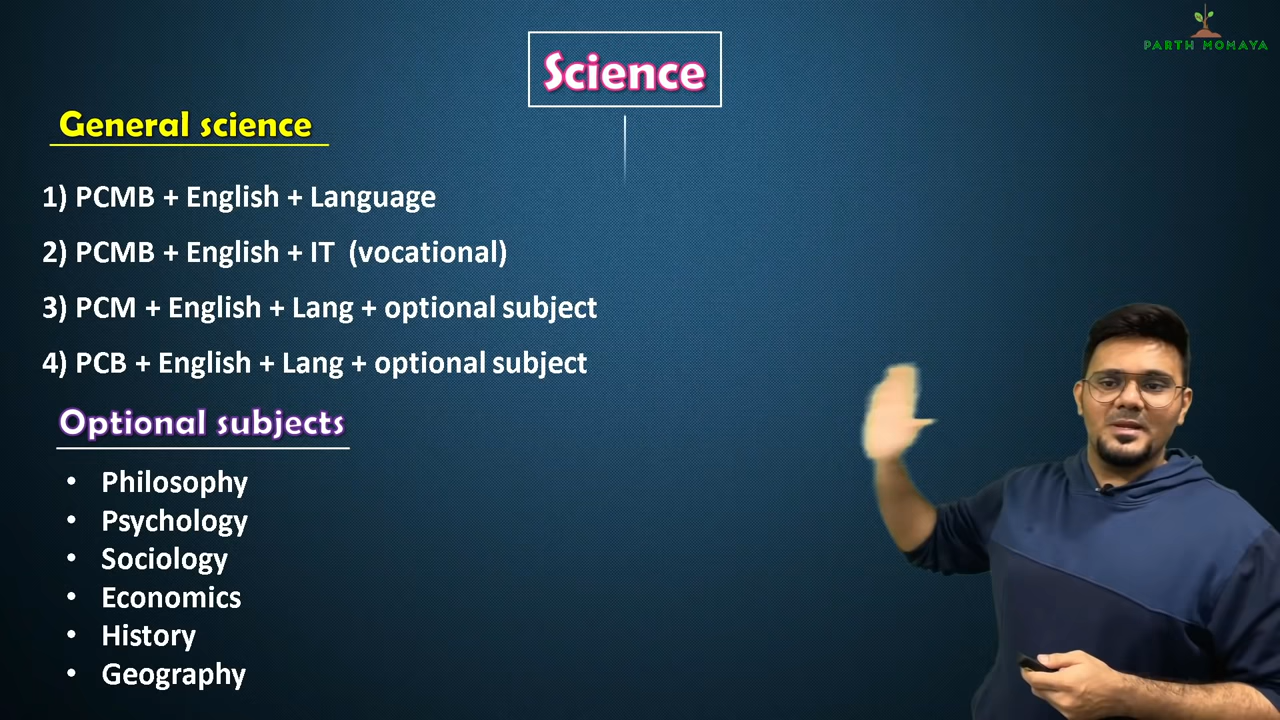 PARTH MOMAYA
Science
General science
1) PCMB + English + Language
2) PCMB + English + IT (vocational)
3) PCM + English + Lang + optional subject
4) PCB + English + Lang + optional subject
Optional subjects
• Philosophy
• Psychology
• Sociology
• Economics
• History
• Geography